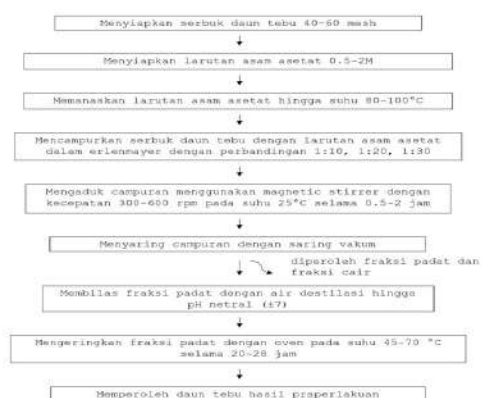 Menyiapkan serbuk daun tebu 40-60 mesh
Menyiapkan larutan asam asetat 0.5-2M
Memanaskan larutan asam asetat hingga suhu 80-100°C
Mencampurkan serbuk daun tebu dengan larutan asam asetat
dalam erlenmayer dengan perbandingan 1:10, 1:20, 1:30
Mengaduk campuran menggunakan magnetic stirrer dengan
kecepatan 300-600 rpm pada suhu 25°C selama 0.5-2 jam
Menyaring campuran dengan saring vakum
diperoleh fraksi padat dan
fraksi cair
Membilas fraksi padat dengan air destilasi hingga
pH netral (±7)
Mengeringkan fraksi padat dengan oven pada suhu 45-70 °C
selama 20-28 jam
Memperoleh daun tebu hasil praperlakuan